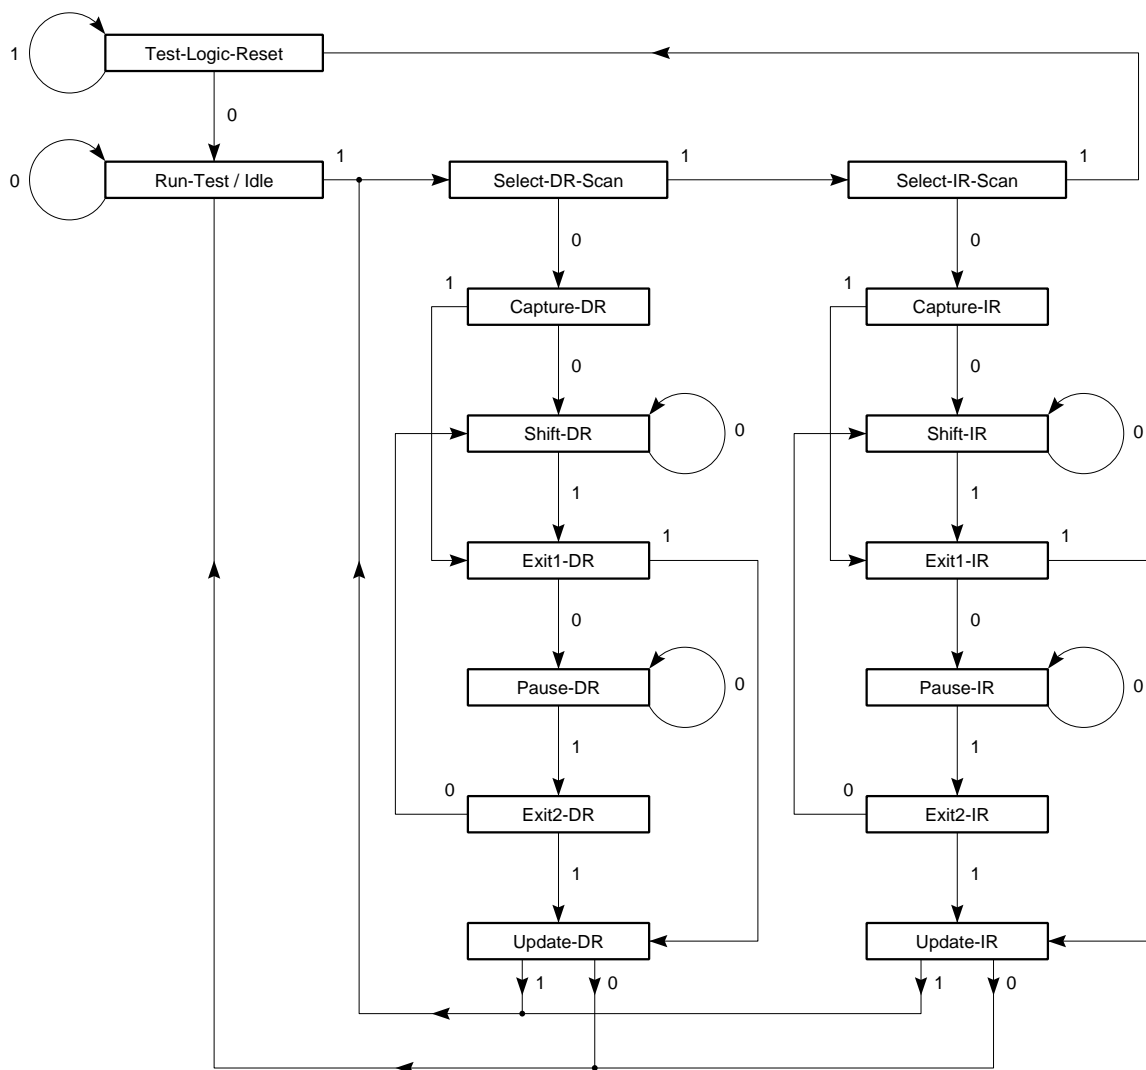 1
Test-Logic-Reset
0
0
Run-Test / Idle
1
Select-DR-Scan
1
Select-IR-Scan
1
0
0
1
Capture-DR
1
Capture-IR
0
0
Shift-DR
0
Shift-IR
0
1
1
Exit1-DR
1
Exit1-IR
1
0
0
Pause-DR
0
Pause-IR
0
1
1
0
Exit2-DR
0
Exit2-IR
1
1
Update-DR
Update-IR
1
0
1
0